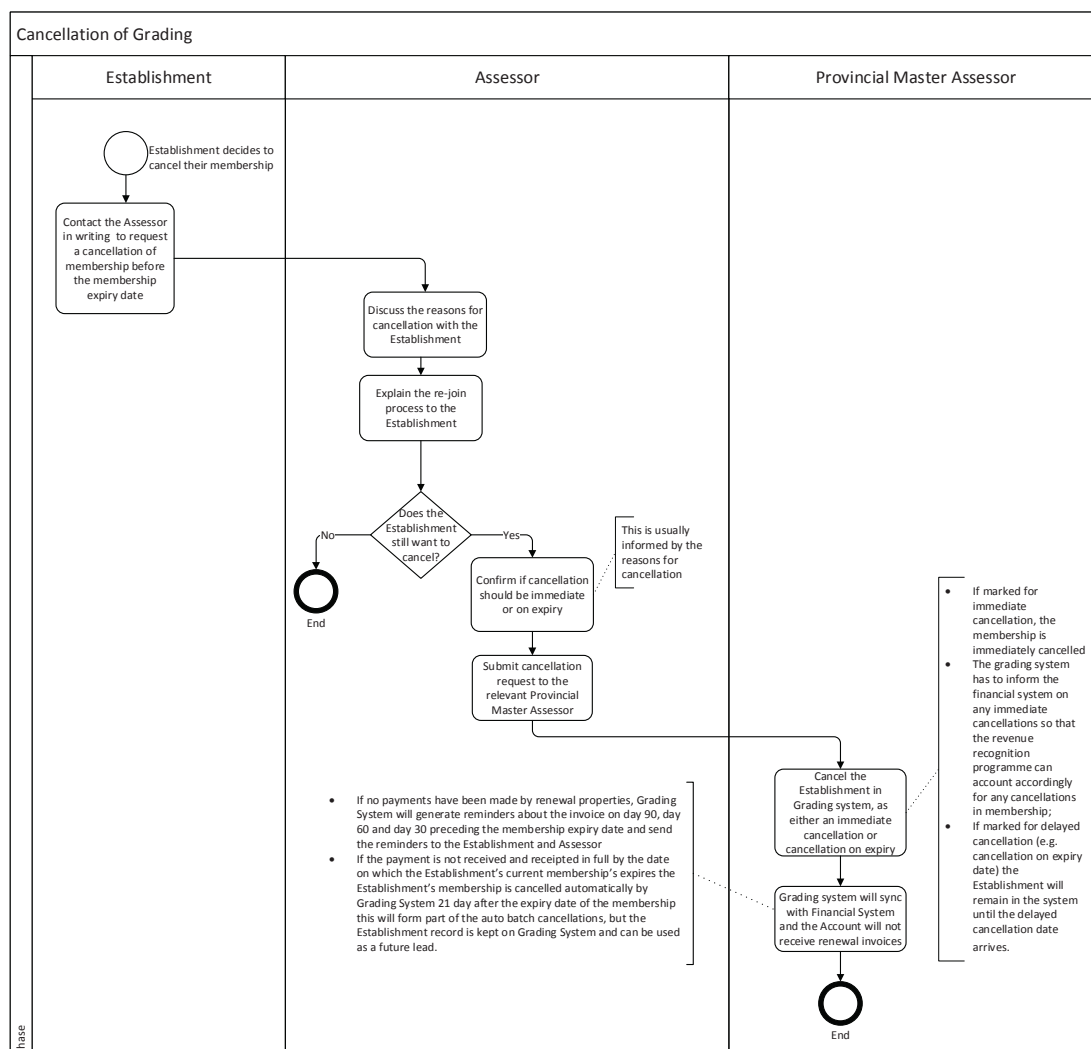 Cancellation of Grading
Establishment
Assessor
Provincial Master Assessor
Establishment decides to
cancel their membership
Contact the Assessor
in writing  to request
a cancellation of
membership before
the membership
expiry date
Discuss the reasons for
cancellation with the
Establishment
Explain the re-join
process to the
Establishment
Does the
Establishment
still want to
cancel?
No
Yes
End
This is usually
informed by the
reasons for
cancellation
Confirm if cancellation
should be immediate
or on expiry
Submit cancellation
request to the
relevant Provincial
Master Assessor
• If marked for
immediate
cancellation, the
membership is
immediately cancelled
• The grading system
has to inform the
financial system on
any immediate
cancellations so that
the revenue
recognition
programme can
account accordingly
for any cancellations
in membership;
• If marked for delayed
cancellation (e.g.
cancellation on expiry
date) the
Establishment will
remain in the system
until the delayed
cancellation date
arrives.
Cancel the
Establishment in
Grading system, as
either an immediate
cancellation or
cancellation on expiry
• If no payments have been made by renewal properties, Grading
System will generate reminders about the invoice on day 90, day
60 and day 30 preceding the membership expiry date and send
the reminders to the Establishment and Assessor
• If the payment is not received and receipted in full by the date
on which the Establishment's current membership's expires the
Establishment's membership is cancelled automatically by
Grading System 21 day after the expiry date of the membership
this will form part of the auto batch cancellations, but the
Establishment record is kept on Grading System and can be used
as a future lead.
Grading system will sync
with Financial System
and the Account will not
receive renewal invoices
End
hase